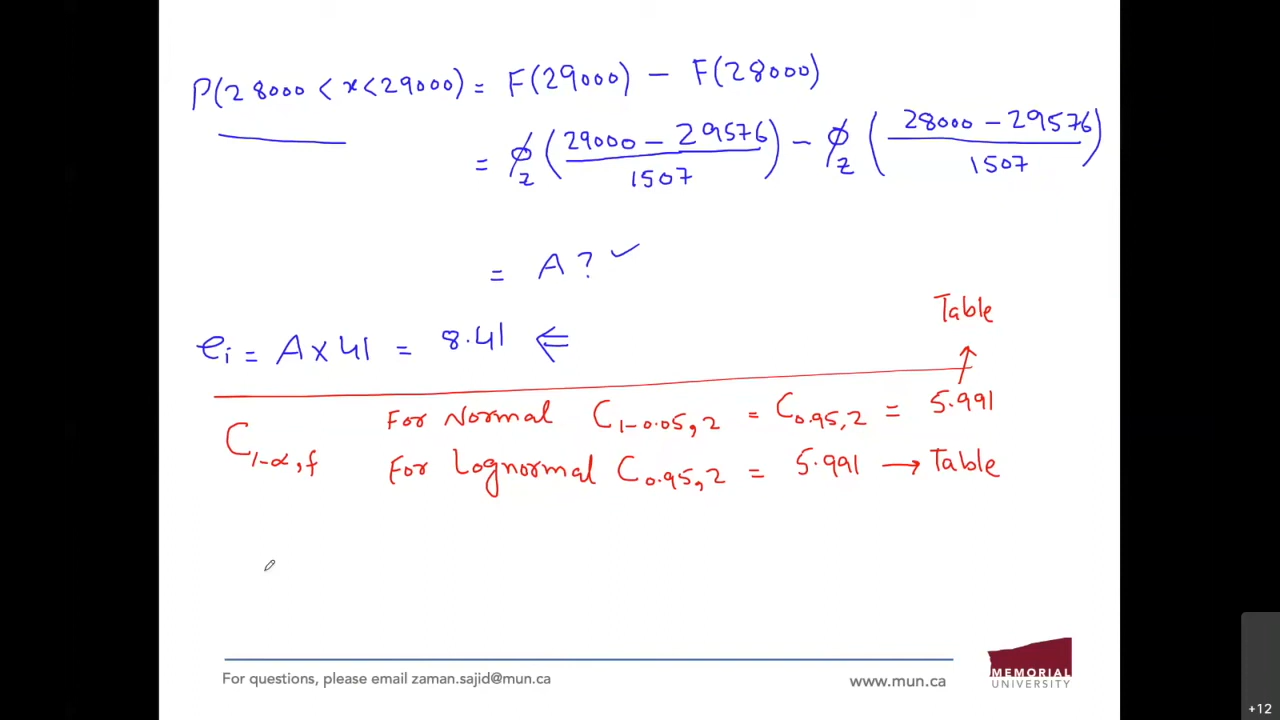 P(28000 < x < 29000) = F(29000) – F(28000)
= ϕz (29000 – 29576 / 1507) – ϕz (28000 – 29576 / 1507)
= A ? ✓
ei = A x 41 = 8.41 ⇐
Table
C1-α, f
For Normal C1-0.05, 2 = C0.95, 2 = 5.991
For Lognormal C0.95, 2 = 5.991 → Table
For questions, please email zaman.sajid@mun.ca
www.mun.ca
MEMORIAL
UNIVERSITY
+12